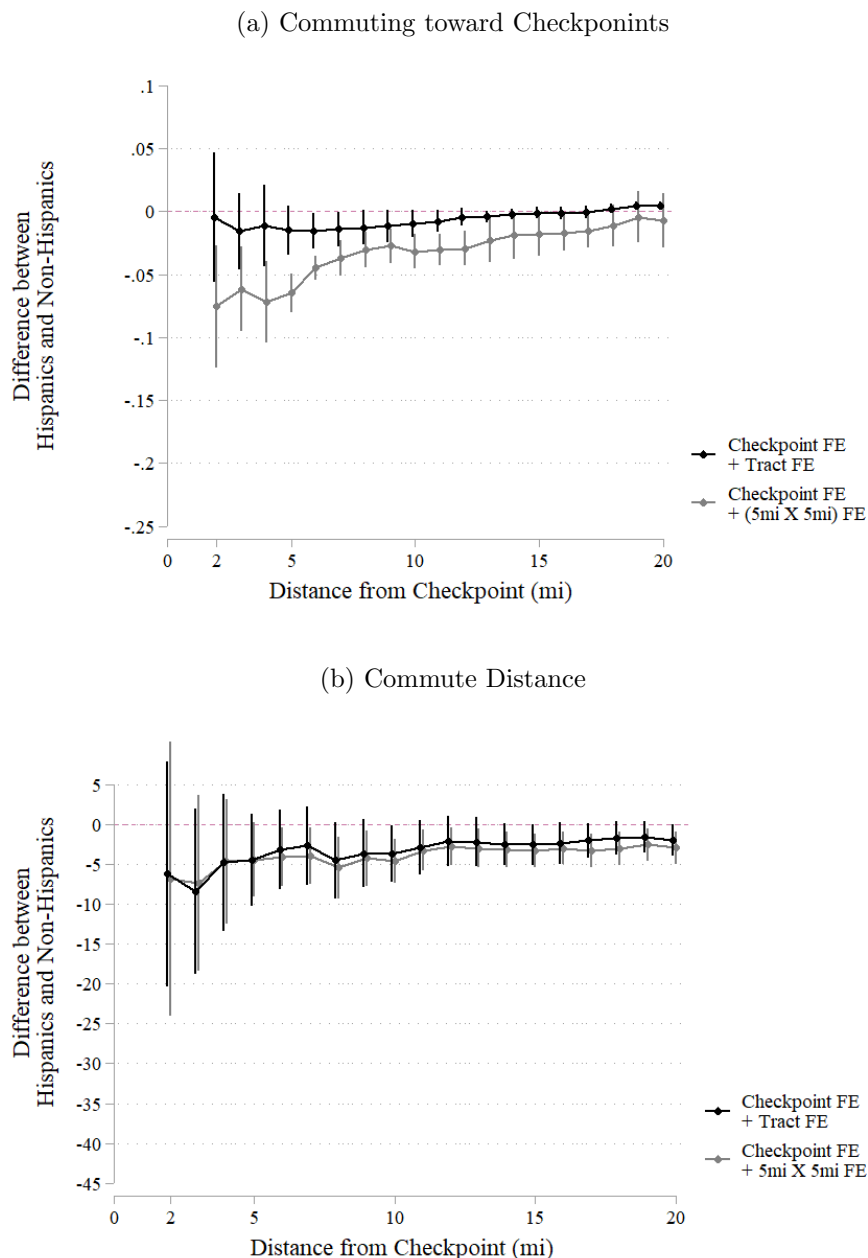 (a) Commuting toward Checkponints
Difference between
Hispanics and Non-Hispanics
.1
.05
0
-.05
-.1
-.15
-.2
-.25
0
2
5
10
15
20
Distance from Checkpoint (mi)
Checkpoint FE
+ Tract FE
Checkpoint FE
+ (5mi X 5mi) FE
(b) Commute Distance
Difference between
Hispanics and Non-Hispanics
5
0
-5
-10
-15
-20
-25
-30
-35
-40
-45
0
2
5
10
15
20
Distance from Checkpoint (mi)
Checkpoint FE
+ Tract FE
Checkpoint FE
+ 5mi X 5mi FE